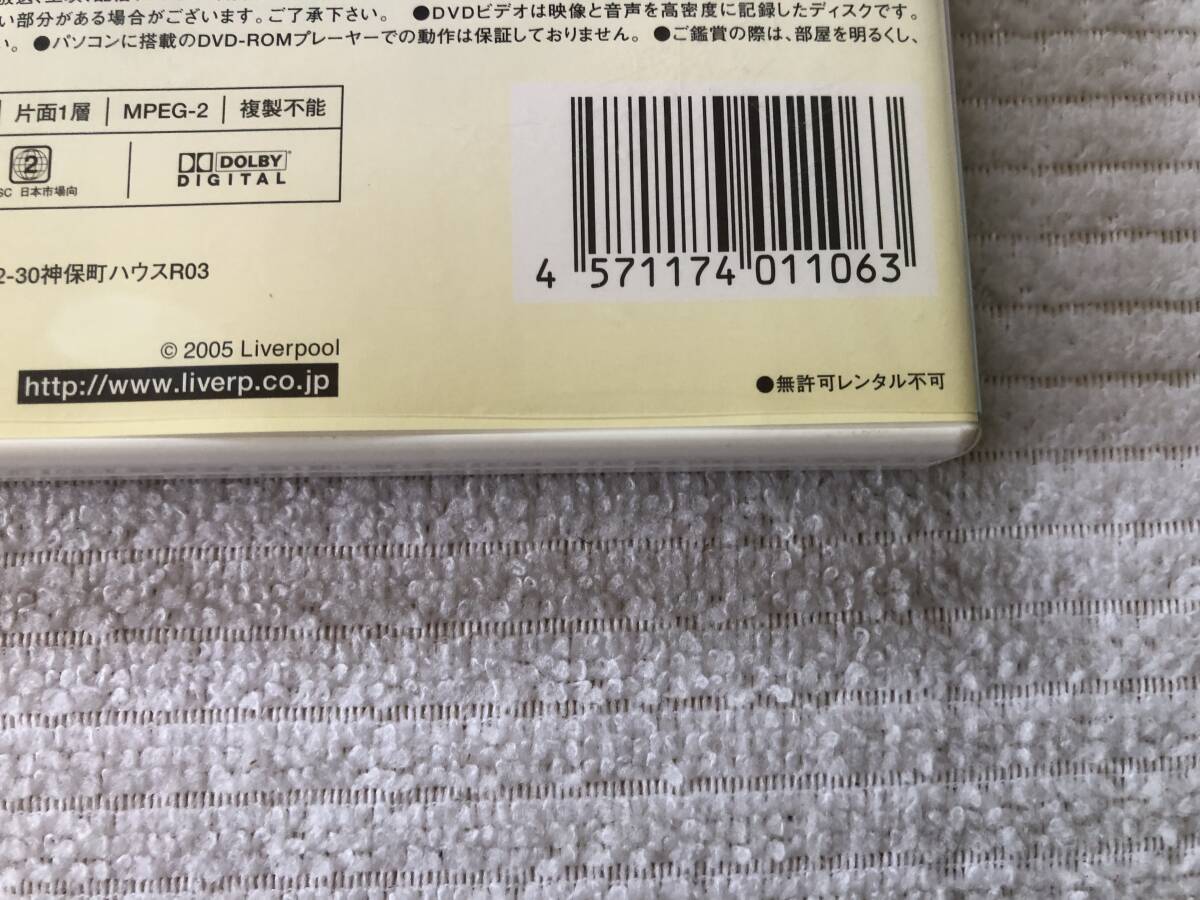 い部分がある場合がございます。ご了承下さい。 ●DVDビデオは映像と音声を高密度に記録したディスクです。
い。 ●パソコンに搭載のDVD-ROMプレーヤーでの動作は保証しておりません。 ●ご鑑賞の際は、部屋を明るくし、
片面1層 MPEG-2 複製不能
2
SC 日本市場向
DOLBY
DIGITAL
4 571174 011063
2-30神保町ハウスR03
© 2005 Liverpool
http://www.liverp.co.jp
●無許可レンタル不可